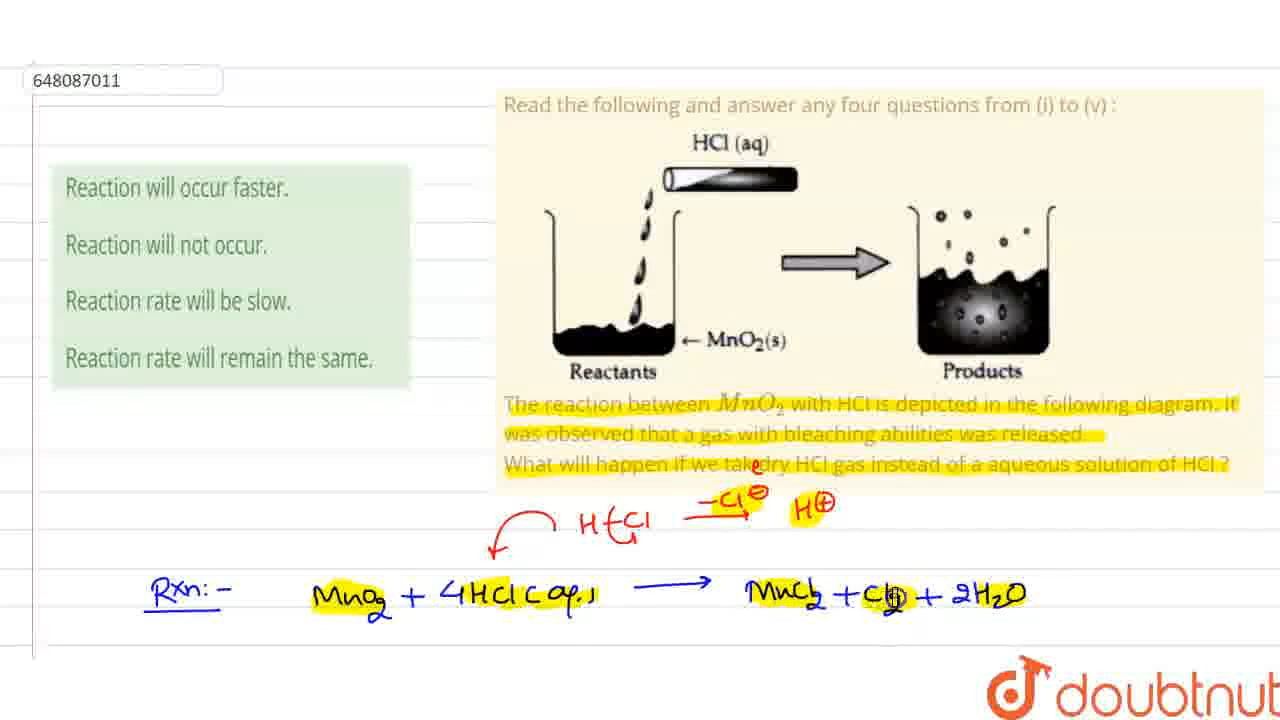 648087011
Read the following and answer any four questions from (i) to (v) :
HCl (aq)
Reaction will occur faster.
Reaction will not occur.
Reaction rate will be slow.
Reaction rate will remain the same.
← MnO₂(s)
Reactants
Products
The reaction between MnO₂ with HCl is depicted in the following diagram. It
was observed that a gas with bleaching abilities was released.
What will happen if we take dry HCl gas instead of a aqueous solution of HCl ?
H-Cl -Cl⊖ → H⊕
Rxn:- MnO₂ + 4HCl (aq.) → MnCl₂ + Cl₂ + 2H₂O
doubtnut